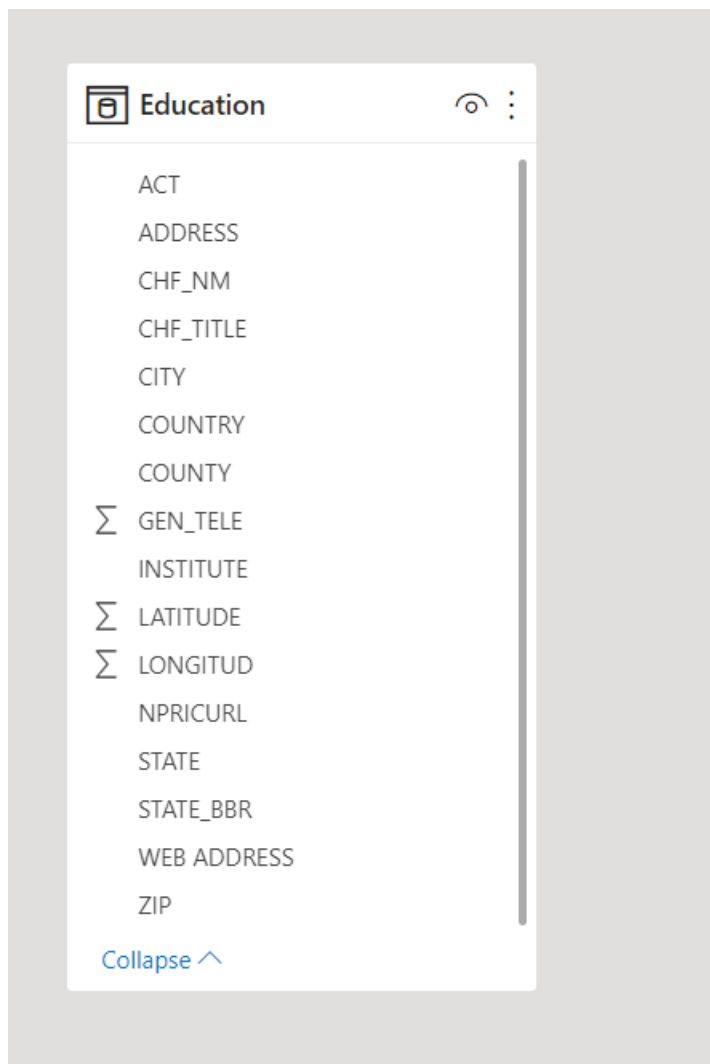 Education
ACT
ADDRESS
CHF_NM
CHF_TITLE
CITY
COUNTRY
COUNTY
∑ GEN_TELE
INSTITUTE
∑ LATITUDE
∑ LONGITUD
NPRICURL
STATE
STATE_BBR
WEB ADDRESS
ZIP
Collapse